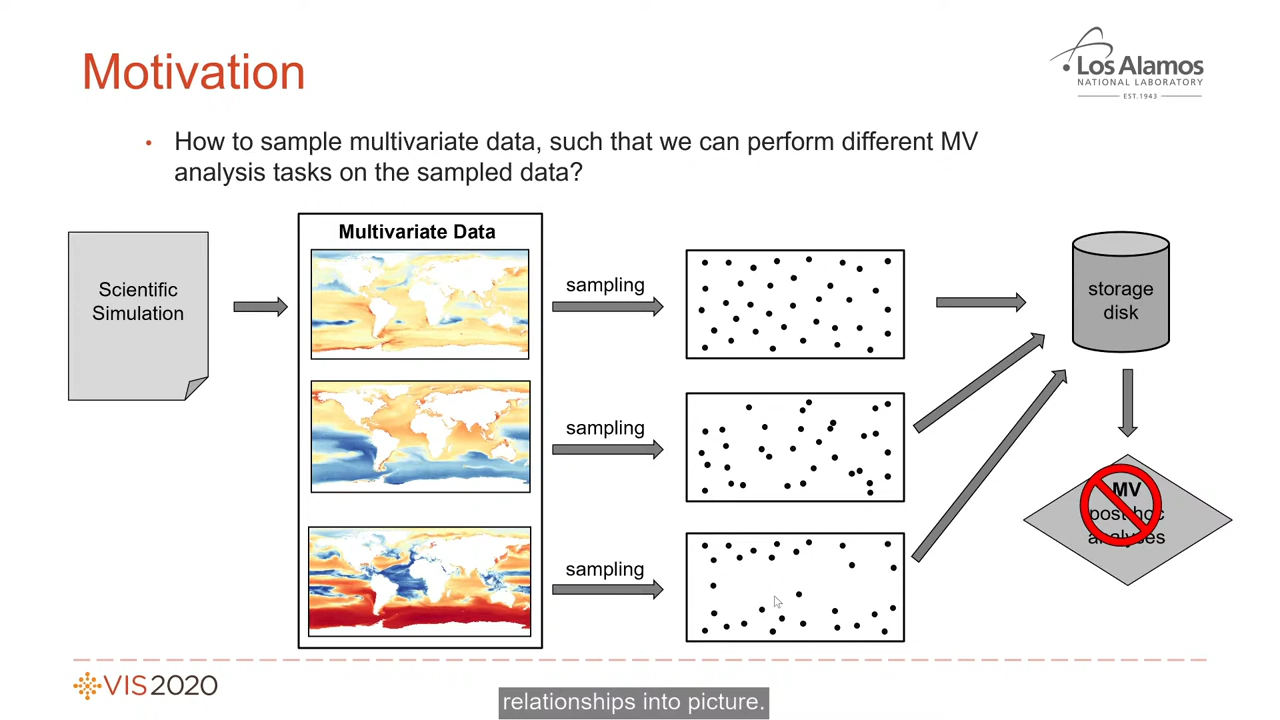 Motivation
Los Alamos
NATIONAL LABORATORY
EST.1943
• How to sample multivariate data, such that we can perform different MV
analysis tasks on the sampled data?
Scientific
Simulation
Multivariate Data
sampling
sampling
sampling
storage
disk
MV
post-hoc
analyses
VIS2020
relationships into picture.